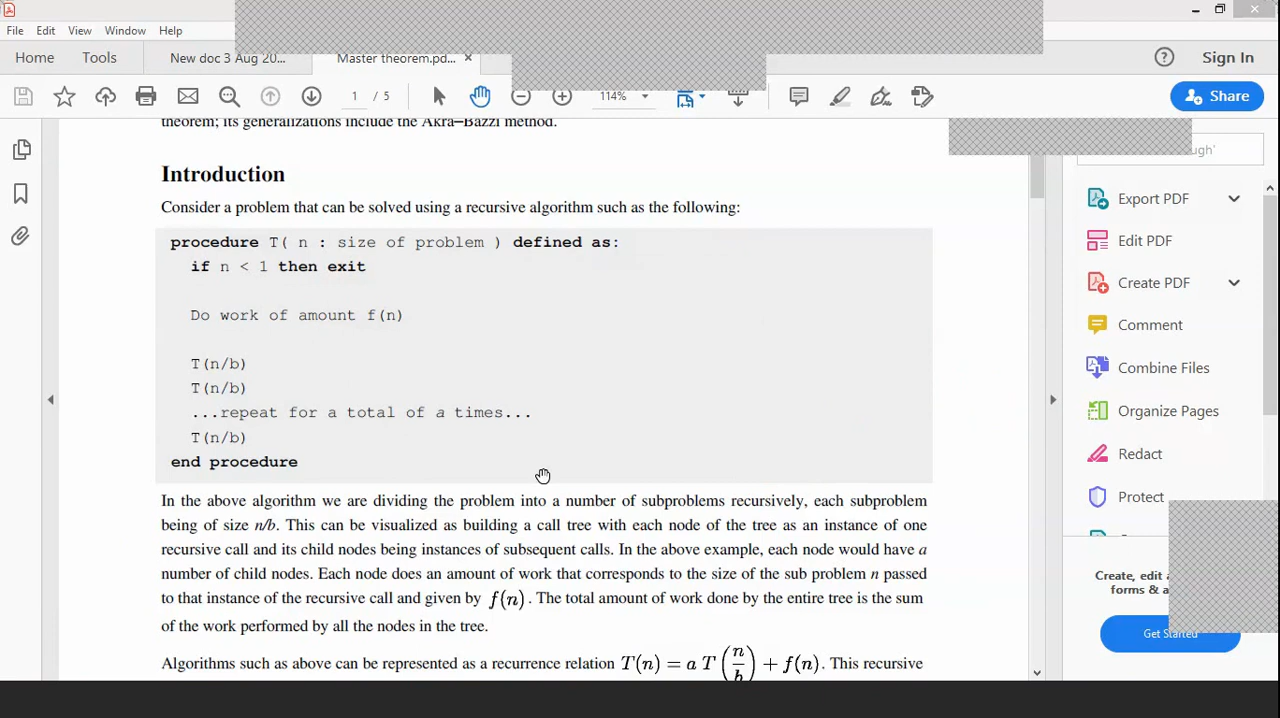 File Edit View Window Help
Home Tools New doc 3 Aug 20... Master theorem.pd... × Sign In
1 / 5 114% Share
theorem; its generalizations include the Akra–Bazzi method.
Introduction
Consider a problem that can be solved using a recursive algorithm such as the following:
procedure T( n : size of problem ) defined as:
if n < 1 then exit
Do work of amount f(n)
T(n/b)
T(n/b)
...repeat for a total of a times...
T(n/b)
end procedure
In the above algorithm we are dividing the problem into a number of subproblems recursively, each subproblem
being of size n/b. This can be visualized as building a call tree with each node of the tree as an instance of one
recursive call and its child nodes being instances of subsequent calls. In the above example, each node would have a
number of child nodes. Each node does an amount of work that corresponds to the size of the sub problem n passed
to that instance of the recursive call and given by f(n). The total amount of work done by the entire tree is the sum
of the work performed by all the nodes in the tree.
Algorithms such as above can be represented as a recurrence relation T(n) = a T(n/b) + f(n). This recursive
Export PDF
Edit PDF
Create PDF
Comment
Combine Files
Organize Pages
Redact
Protect
Create, edit
forms &
Get Started